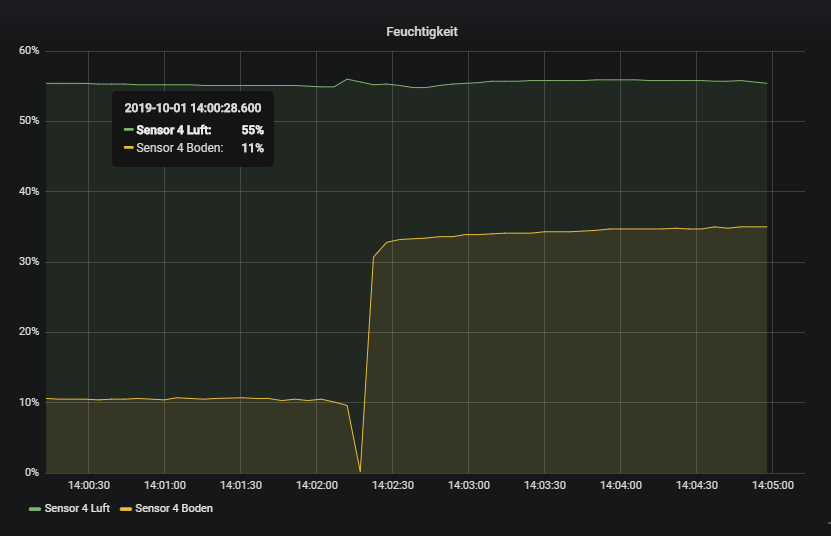 Feuchtigkeit
60%
50%
40%
30%
20%
10%
0%
2019-10-01 14:00:28.600
Sensor 4 Luft: 55%
Sensor 4 Boden: 11%
14:00:30 14:01:00 14:01:30 14:02:00 14:02:30 14:03:00 14:03:30 14:04:00 14:04:30 14:05:00
Sensor 4 Luft Sensor 4 Boden